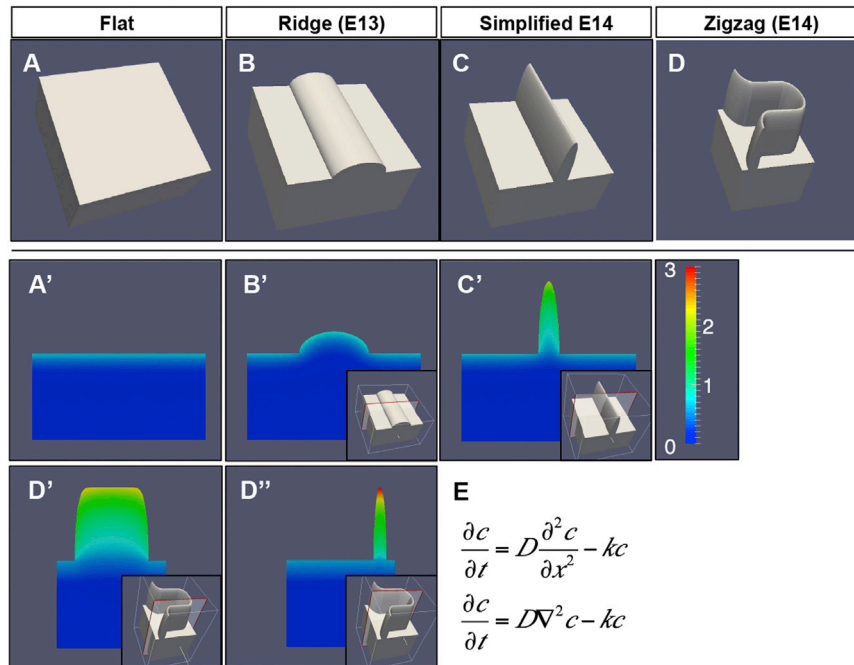 Flat
Ridge (E13)
Simplified E14
Zigzag (E14)
A
B
C
D
A’
B’
C’
3
2
1
0
D’
D’’
E
∂c/∂t = D ∂²c/∂x² − kc
∂c/∂t = D∇²c − kc